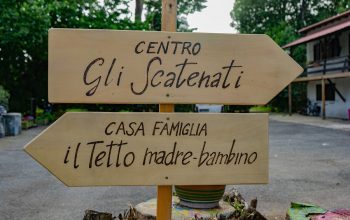 CENTRO
Gli Scatenati
CASA FAMIGLIA
il Tetto madre-bambino